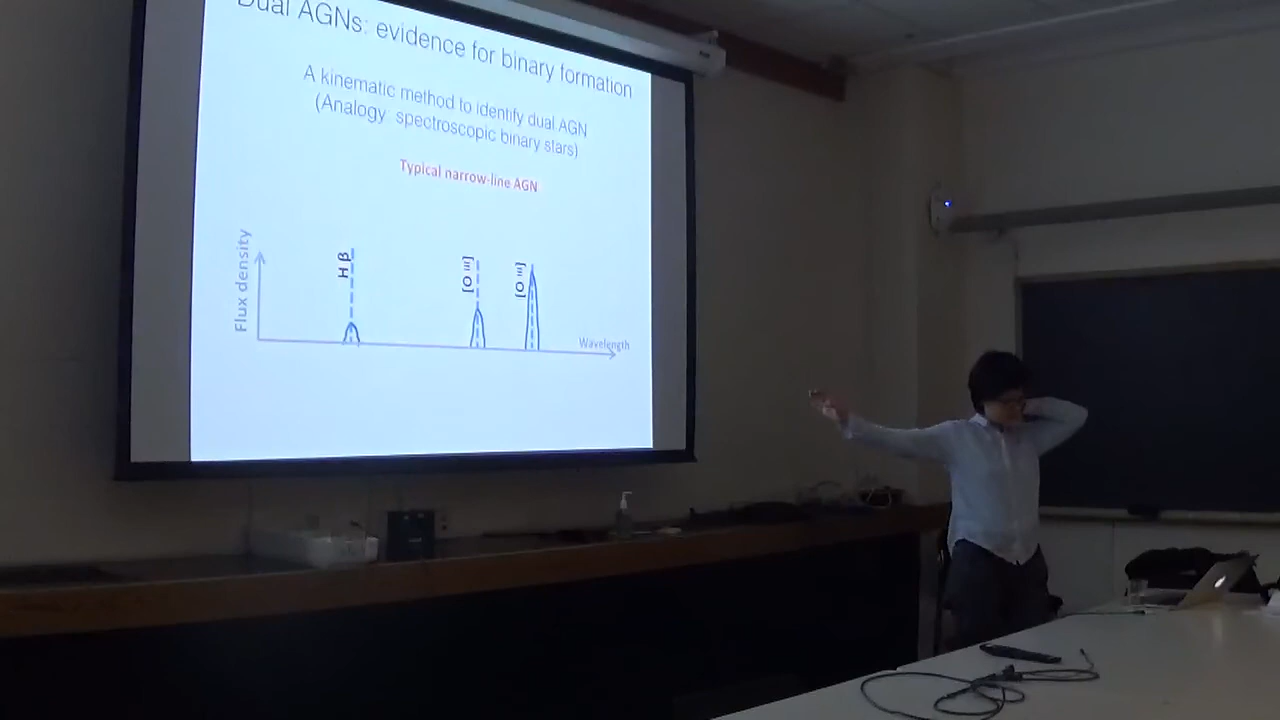 Dual AGNs: evidence for binary formation
A kinematic method to identify dual AGN
(Analogy: spectroscopic binary stars)
Typical narrow-line AGN
Flux density
H β
[O III]
[O III]
Wavelength